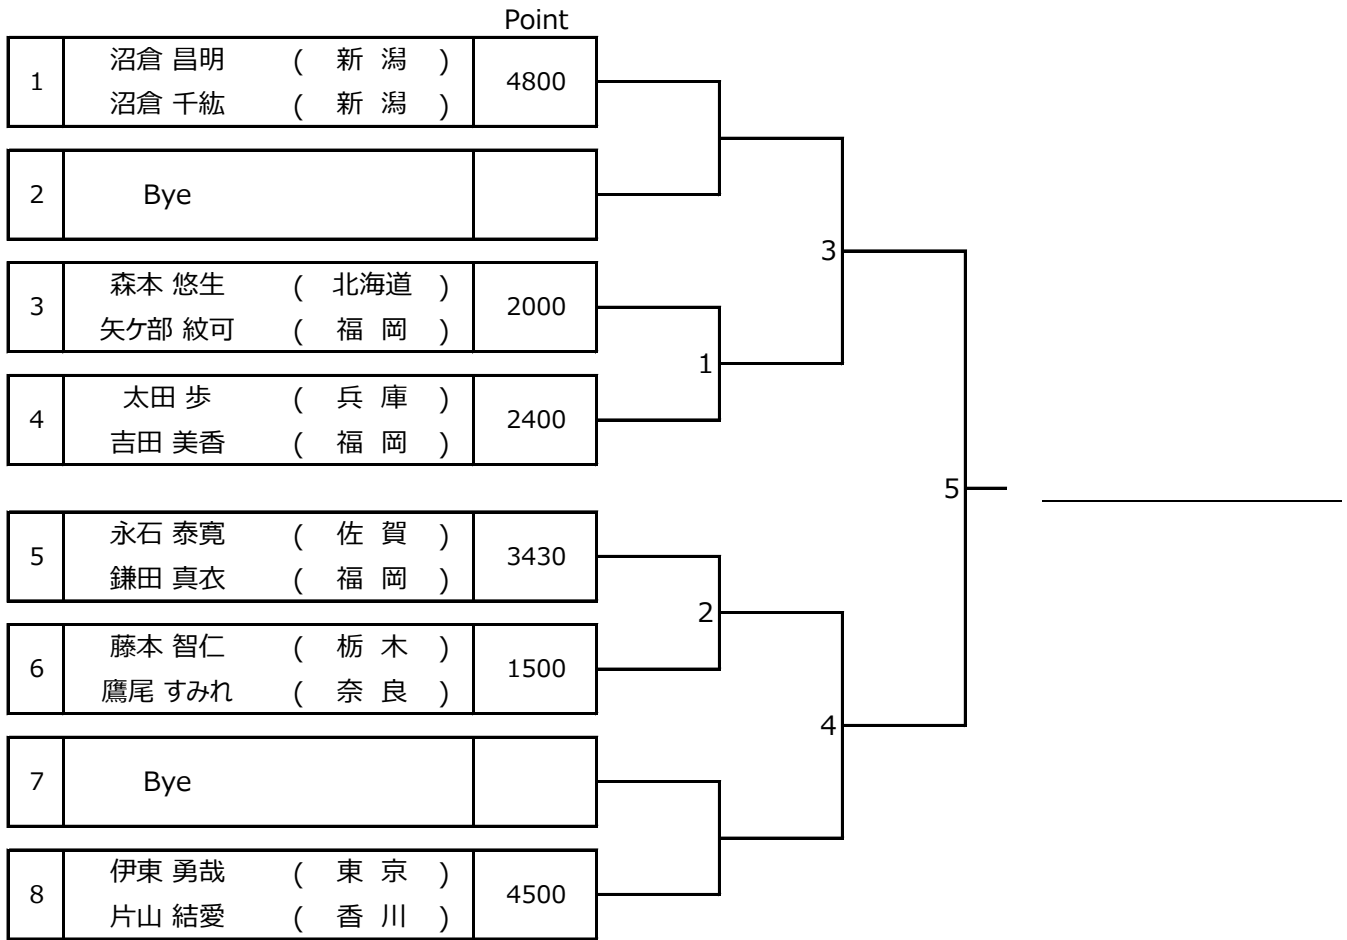 Point
1 沼倉 昌明 ( 新 潟 ) 4800
沼倉 千紘 ( 新 潟 )
2 Bye
3 森本 悠生 ( 北海道 ) 2000
矢ケ部 紋可 ( 福 岡 )
4 太田 歩 ( 兵 庫 ) 2400
吉田 美香 ( 福 岡 )
5 永石 泰寛 ( 佐 賀 ) 3430
鎌田 真衣 ( 福 岡 )
6 藤本 智仁 ( 栃 木 ) 1500
鷹尾 すみれ ( 奈 良 )
7 Bye
8 伊東 勇哉 ( 東 京 ) 4500
片山 結愛 ( 香 川 )
1
2
3
4
5